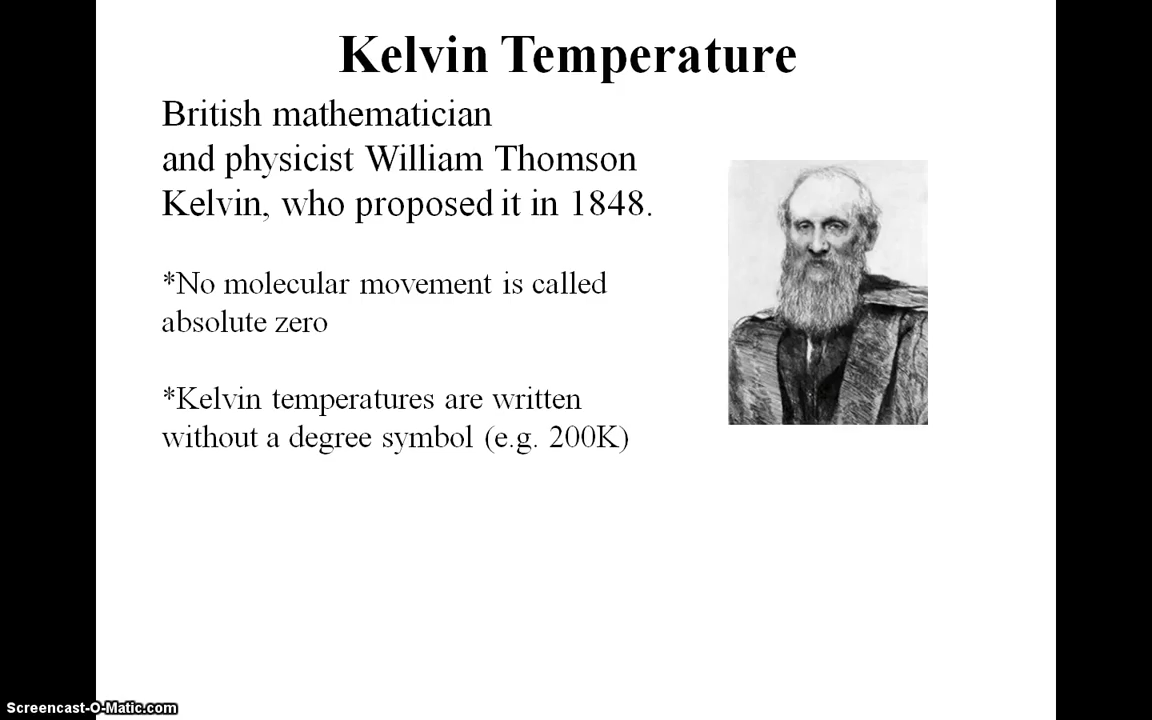 Kelvin Temperature
British mathematician
and physicist William Thomson
Kelvin, who proposed it in 1848.
*No molecular movement is called
absolute zero
*Kelvin temperatures are written
without a degree symbol (e.g. 200K)
Screencast-O-Matic.com